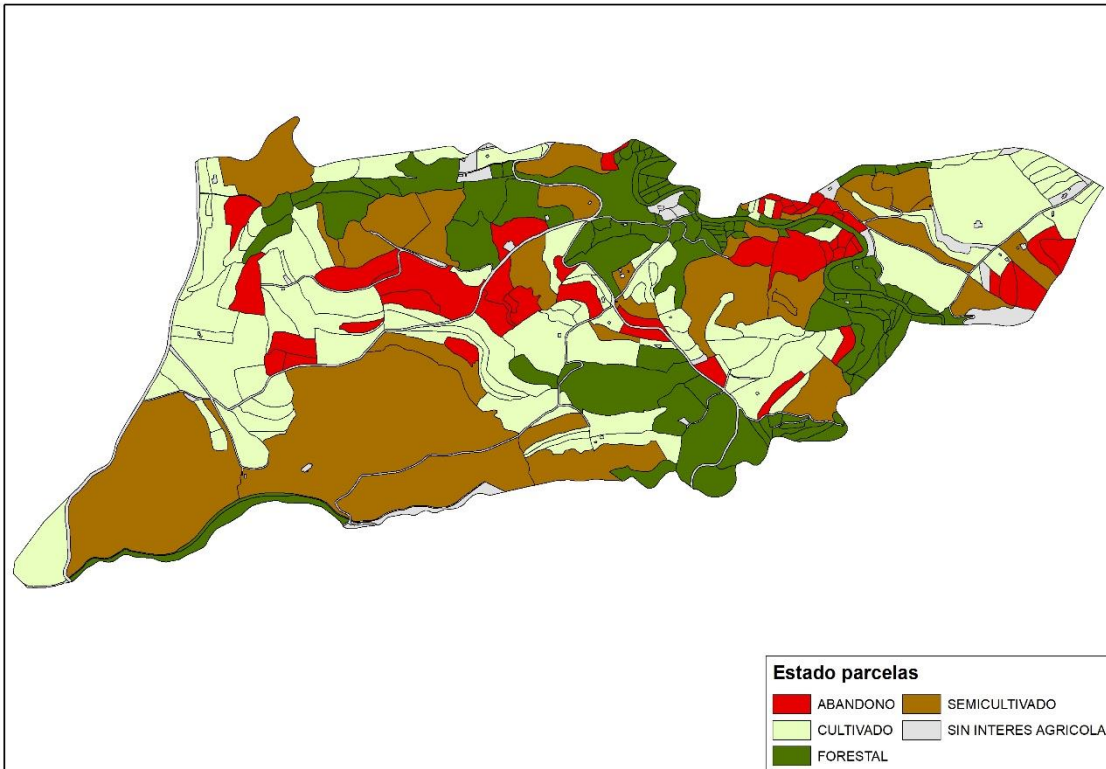 Estado parcelas
ABANDONO
CULTIVADO
FORESTAL
SEMICULTIVADO
SIN INTERES AGRICOLA